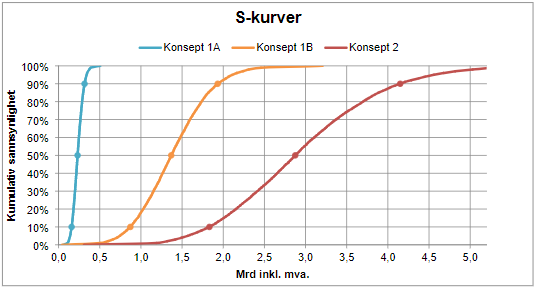 S-kurver
Konsept 1A Konsept 1B Konsept 2
Kumulativ sannsynlighet
100%
90%
80%
70%
60%
50%
40%
30%
20%
10%
0%
0,0 0,5 1,0 1,5 2,0 2,5 3,0 3,5 4,0 4,5 5,0
Mrd inkl. mva.